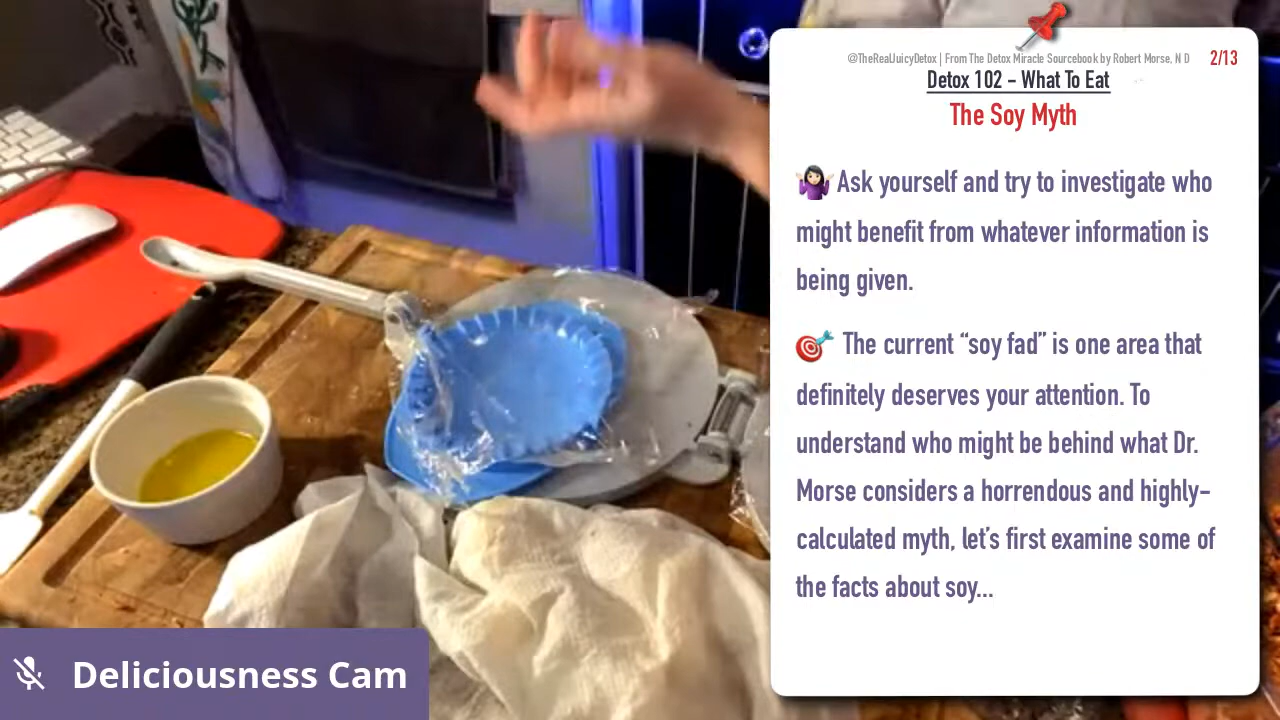 @TheRealJuicyDetox | From The Detox Miracle Sourcebook by Robert Morse, N D 2/13
Detox 102 - What To Eat
The Soy Myth
Ask yourself and try to investigate who
might benefit from whatever information is
being given.
The current “soy fad” is one area that
definitely deserves your attention. To
understand who might be behind what Dr.
Morse considers a horrendous and highly-
calculated myth, let’s first examine some of
the facts about soy...
Deliciousness Cam